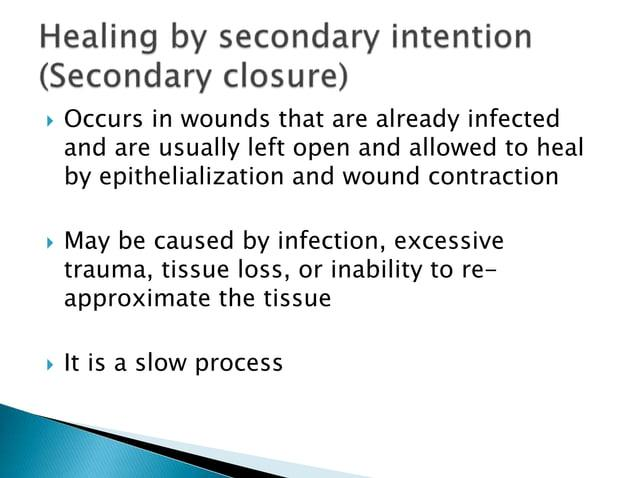 Healing by secondary intention
(Secondary closure)
Occurs in wounds that are already infected
and are usually left open and allowed to heal
by epithelialization and wound contraction
May be caused by infection, excessive
trauma, tissue loss, or inability to re-
approximate the tissue
It is a slow process